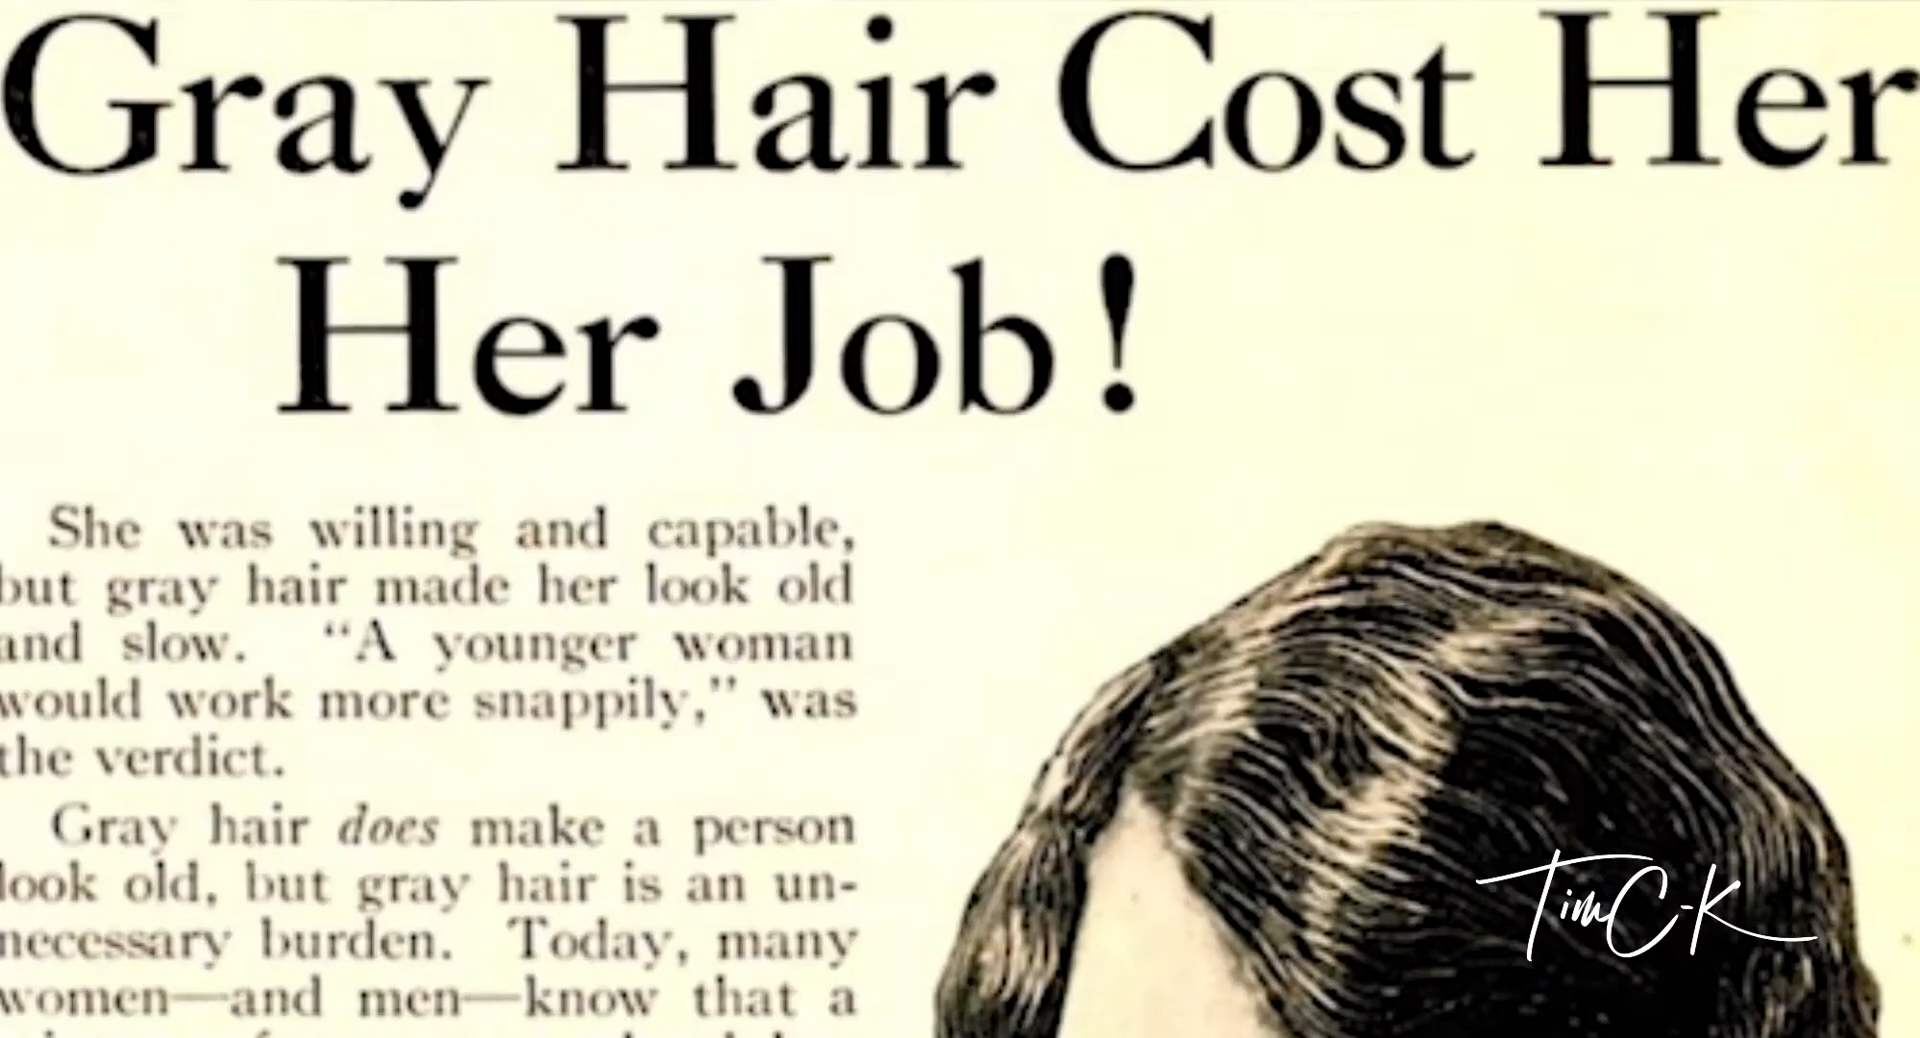 Gray Hair Cost Her
Her Job!
She was willing and capable,
but gray hair made her look old
and slow. “A younger woman
would work more snappily,” was
the verdict.
Gray hair does make a person
look old, but gray hair is an un-
necessary burden. Today, many
women—and men—know that a
TimC-K